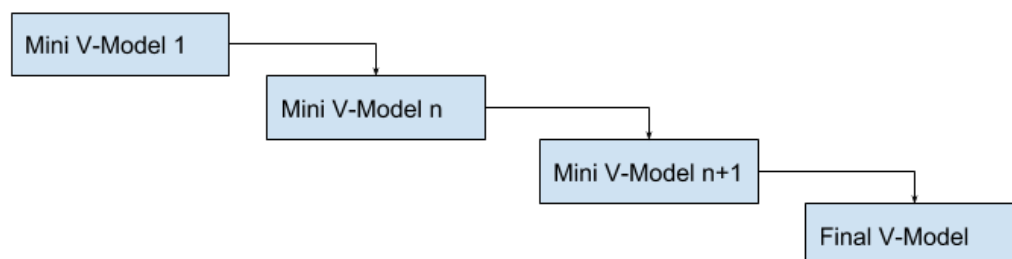 Mini V-Model 1
Mini V-Model n
Mini V-Model n+1
Final V-Model